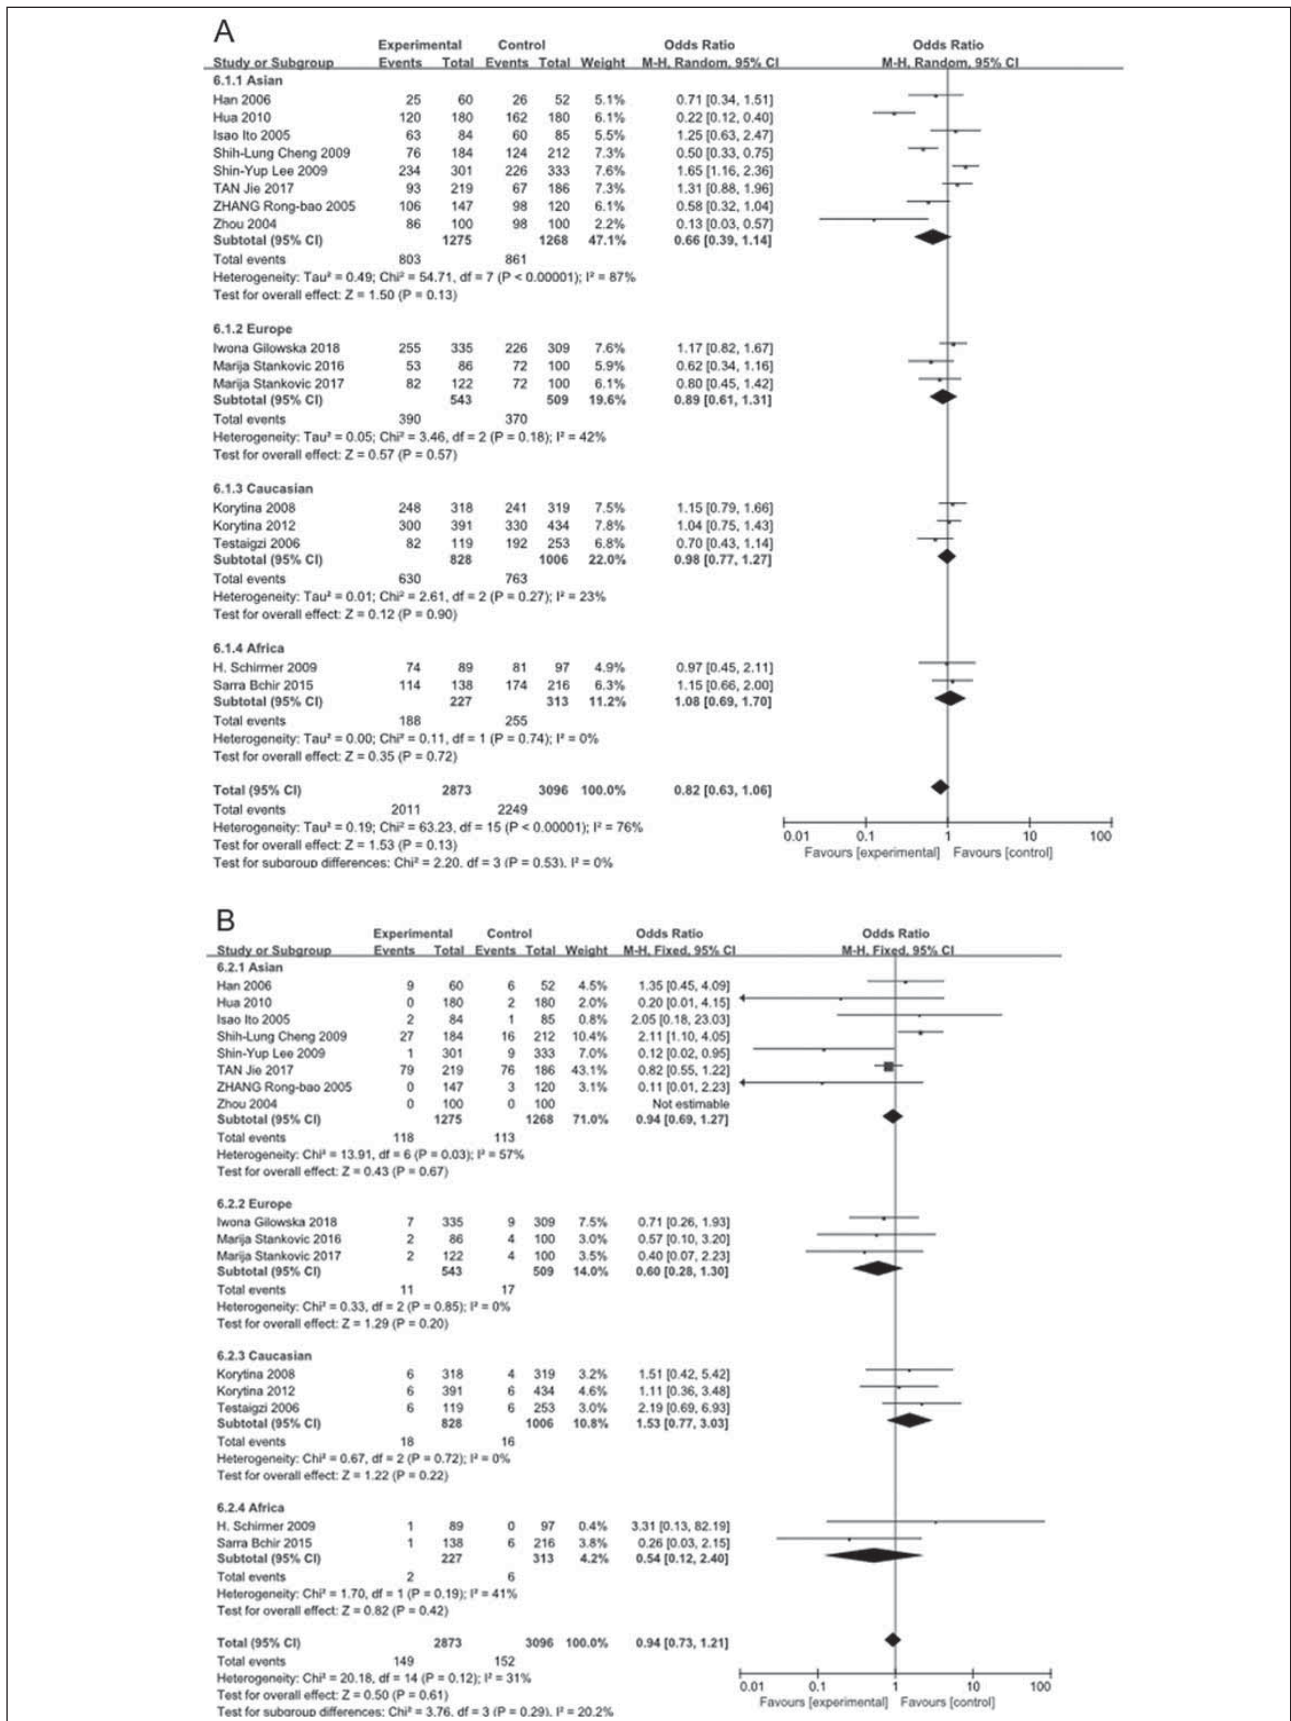 A
Experimental Control Odds Ratio Odds Ratio
Study or Subgroup Events Total Events Total Weight M-H, Random, 95% CI M-H, Random, 95% CI
6.1.1 Asian
Han 2006 25 60 26 52 5.1% 0.71 [0.34, 1.51]
Hua 2010 120 180 162 180 6.1% 0.22 [0.12, 0.40]
Isao Ito 2005 63 84 60 85 5.5% 1.25 [0.63, 2.47]
Shih-Lung Cheng 2009 76 184 124 212 7.3% 0.50 [0.33, 0.75]
Shin-Yup Lee 2009 234 301 226 333 7.6% 1.65 [1.16, 2.36]
TAN Jie 2017 93 219 67 186 7.3% 1.31 [0.88, 1.96]
ZHANG Rong-bao 2005 106 147 98 120 6.1% 0.58 [0.32, 1.04]
Zhou 2004 86 100 98 100 2.2% 0.13 [0.03, 0.57]
Subtotal (95% CI) 1275 1268 47.1% 0.66 [0.39, 1.14]
Total events 803 861
Heterogeneity: Tau² = 0.49; Chi² = 54.71, df = 7 (P < 0.00001); I² = 87%
Test for overall effect: Z = 1.50 (P = 0.13)
6.1.2 Europe
Iwona Gilowska 2018 255 335 226 309 7.6% 1.17 [0.82, 1.67]
Marija Stankovic 2016 53 86 72 100 5.9% 0.62 [0.34, 1.16]
Marija Stankovic 2017 82 122 72 100 6.1% 0.80 [0.45, 1.42]
Subtotal (95% CI) 543 509 19.6% 0.89 [0.61, 1.31]
Total events 390 370
Heterogeneity: Tau² = 0.05; Chi² = 3.46, df = 2 (P = 0.18); I² = 42%
Test for overall effect: Z = 0.57 (P = 0.57)
6.1.3 Caucasian
Korytina 2008 248 318 241 319 7.5% 1.15 [0.79, 1.66]
Korytina 2012 300 391 330 434 7.8% 1.04 [0.75, 1.43]
Testaigzi 2006 82 119 192 253 6.8% 0.70 [0.43, 1.14]
Subtotal (95% CI) 828 1006 22.0% 0.98 [0.77, 1.27]
Total events 630 763
Heterogeneity: Tau² = 0.01; Chi² = 2.61, df = 2 (P = 0.27); I² = 23%
Test for overall effect: Z = 0.12 (P = 0.90)
6.1.4 Africa
H. Schirmer 2009 74 89 81 97 4.9% 0.97 [0.45, 2.11]
Sarra Bchir 2015 114 138 174 216 6.3% 1.15 [0.66, 2.00]
Subtotal (95% CI) 227 313 11.2% 1.08 [0.69, 1.70]
Total events 188 255
Heterogeneity: Tau² = 0.00; Chi² = 0.11, df = 1 (P = 0.74); I² = 0%
Test for overall effect: Z = 0.35 (P = 0.72)
Total (95% CI) 2873 3096 100.0% 0.82 [0.63, 1.06]
Total events 2011 2249
Heterogeneity: Tau² = 0.19; Chi² = 63.23, df = 15 (P < 0.00001); I² = 76%
Test for overall effect: Z = 1.53 (P = 0.13)
Test for subgroup differences: Chi² = 2.20, df = 3 (P = 0.53), I² = 0%
0.01 0.1 1 10 100
Favours [experimental] Favours [control]
B
Experimental Control Odds Ratio Odds Ratio
Study or Subgroup Events Total Events Total Weight M-H, Fixed, 95% CI M-H, Fixed, 95% CI
6.2.1 Asian
Han 2006 9 60 6 52 4.5% 1.35 [0.45, 4.09]
Hua 2010 0 180 2 180 2.0% 0.20 [0.01, 4.15]
Isao Ito 2005 2 84 1 85 0.8% 2.05 [0.18, 23.03]
Shih-Lung Cheng 2009 27 184 16 212 10.4% 2.11 [1.10, 4.05]
Shin-Yup Lee 2009 1 301 9 333 7.0% 0.12 [0.02, 0.95]
TAN Jie 2017 79 219 76 186 43.1% 0.82 [0.55, 1.22]
ZHANG Rong-bao 2005 0 147 3 120 3.1% 0.11 [0.01, 2.23]
Zhou 2004 0 100 0 100 Not estimable
Subtotal (95% CI) 1275 1268 71.0% 0.94 [0.69, 1.27]
Total events 118 113
Heterogeneity: Chi² = 13.91, df = 6 (P = 0.03); I² = 57%
Test for overall effect: Z = 0.43 (P = 0.67)
6.2.2 Europe
Iwona Gilowska 2018 7 335 9 309 7.5% 0.71 [0.26, 1.93]
Marija Stankovic 2016 2 86 4 100 3.0% 0.57 [0.10, 3.20]
Marija Stankovic 2017 2 122 4 100 3.5% 0.40 [0.07, 2.23]
Subtotal (95% CI) 543 509 14.0% 0.60 [0.28, 1.30]
Total events 11 17
Heterogeneity: Chi² = 0.33, df = 2 (P = 0.85); I² = 0%
Test for overall effect: Z = 1.29 (P = 0.20)
6.2.3 Caucasian
Korytina 2008 6 318 4 319 3.2% 1.51 [0.42, 5.42]
Korytina 2012 6 391 6 434 4.6% 1.11 [0.36, 3.48]
Testaigzi 2006 6 119 6 253 3.0% 2.19 [0.69, 6.93]
Subtotal (95% CI) 828 1006 10.8% 1.53 [0.77, 3.03]
Total events 18 16
Heterogeneity: Chi² = 0.67, df = 2 (P = 0.72); I² = 0%
Test for overall effect: Z = 1.22 (P = 0.22)
6.2.4 Africa
H. Schirmer 2009 1 89 0 97 0.4% 3.31 [0.13, 82.19]
Sarra Bchir 2015 1 138 6 216 3.8% 0.26 [0.03, 2.15]
Subtotal (95% CI) 227 313 4.2% 0.54 [0.12, 2.40]
Total events 2 6
Heterogeneity: Chi² = 1.70, df = 1 (P = 0.19); I² = 41%
Test for overall effect: Z = 0.82 (P = 0.42)
Total (95% CI) 2873 3096 100.0% 0.94 [0.73, 1.21]
Total events 149 152
Heterogeneity: Chi² = 20.18, df = 14 (P = 0.12); I² = 31%
Test for overall effect: Z = 0.50 (P = 0.61)
Test for subgroup differences: Chi² = 3.76, df = 3 (P = 0.29), I² = 20.2%
0.01 0.1 1 10 100
Favours [experimental] Favours [control]